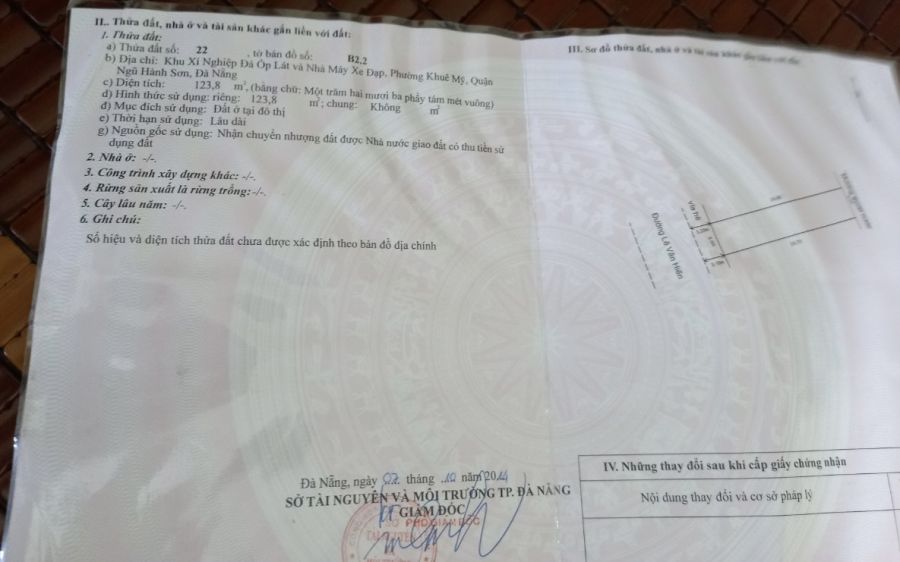 II.. Thửa đất, nhà ở và tài sản khác gắn liền với đất:
1. Thửa đất:
a) Thửa đất số: 22 , tờ bản đồ số: B2.2
b) Địa chỉ: Khu Xí Nghiệp Đá Ốp Lát và Nhà Máy Xe Đạp, Phường Khuê Mỹ, Quận
Ngũ Hành Sơn, Đà Nẵng
c) Diện tích: 123,8 m², (bằng chữ: Một trăm hai mươi ba phẩy tám mét vuông)
d) Hình thức sử dụng: riêng: 123,8 m²; chung: Không m²
đ) Mục đích sử dụng: Đất ở tại đô thị
e) Thời hạn sử dụng: Lâu dài
g) Nguồn gốc sử dụng: Nhận chuyển nhượng đất được Nhà nước giao đất có thu tiền sử
dụng đất
2. Nhà ở: -/-.
3. Công trình xây dựng khác: -/-.
4. Rừng sản xuất là rừng trồng: -/-.
5. Cây lâu năm: -/-.
6. Ghi chú:
Số hiệu và diện tích thửa đất chưa được xác định theo bản đồ địa chính
Đà Nẵng, ngày 02 tháng 10 năm 2014
SỞ TÀI NGUYÊN VÀ MÔI TRƯỜNG TP. ĐÀ NẴNG
GIÁM ĐỐC
PHÓ GIÁM ĐỐC
III. Sơ đồ thửa đất, nhà ở và tài sản khác gắn liền với đất
Vỉa hè
Đường Lê Văn Hiến
IV. Những thay đổi sau khi cấp giấy chứng nhận
Nội dung thay đổi và cơ sở pháp lý